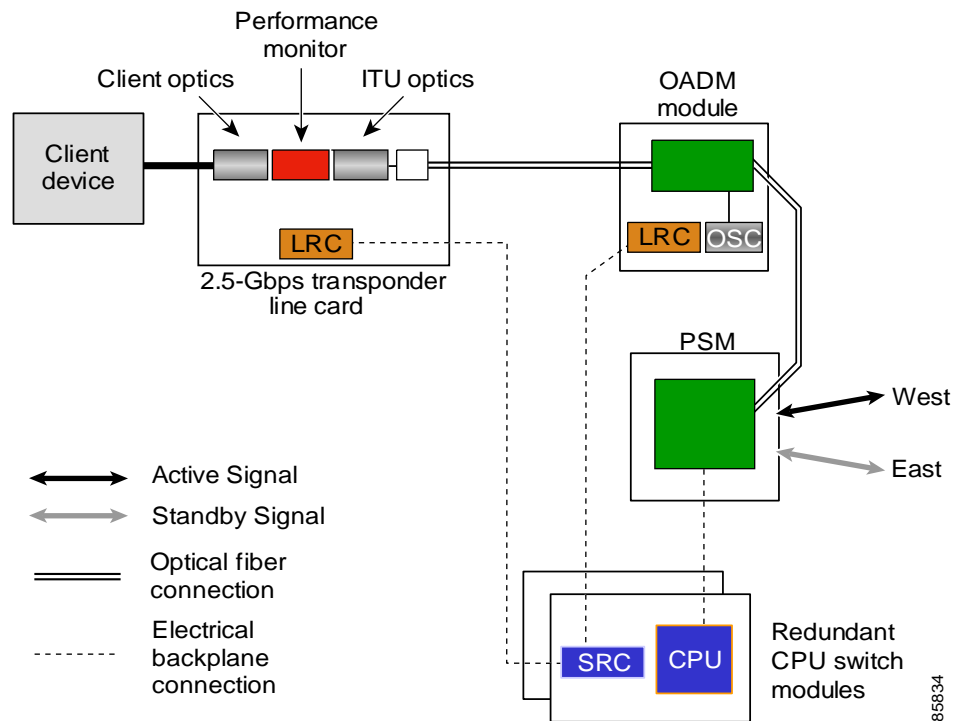 Performance
monitor
Client optics
ITU optics
OADM
module
Client
device
LRC
LRC
OSC
2.5-Gbps transponder
line card
PSM
West
East
Active Signal
Standby Signal
Optical fiber
connection
Electrical
backplane
connection
SRC
CPU
Redundant
CPU switch
modules
85834